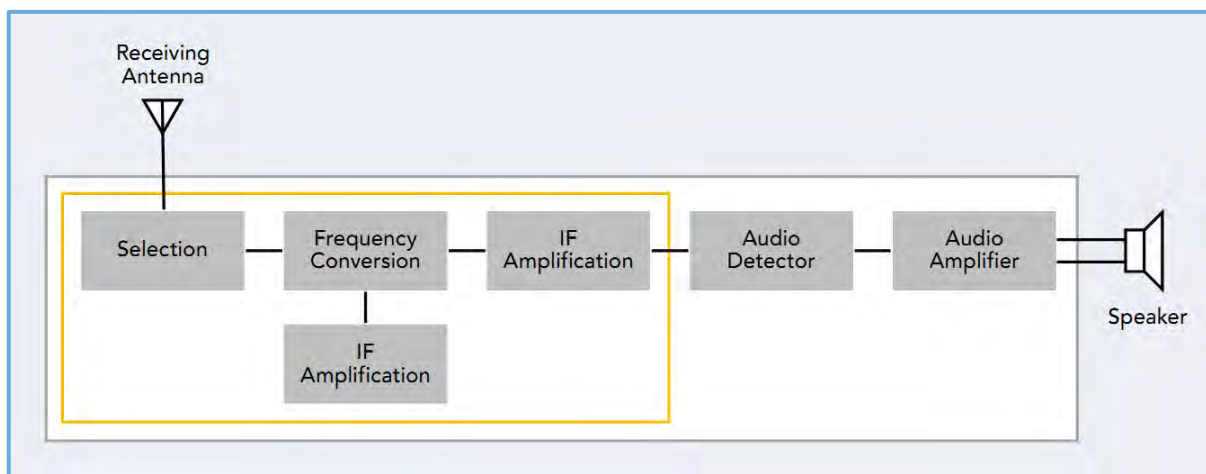 Receiving
Antenna
Selection
Frequency
Conversion
IF
Amplification
Audio
Detector
Audio
Amplifier
IF
Amplification
Speaker